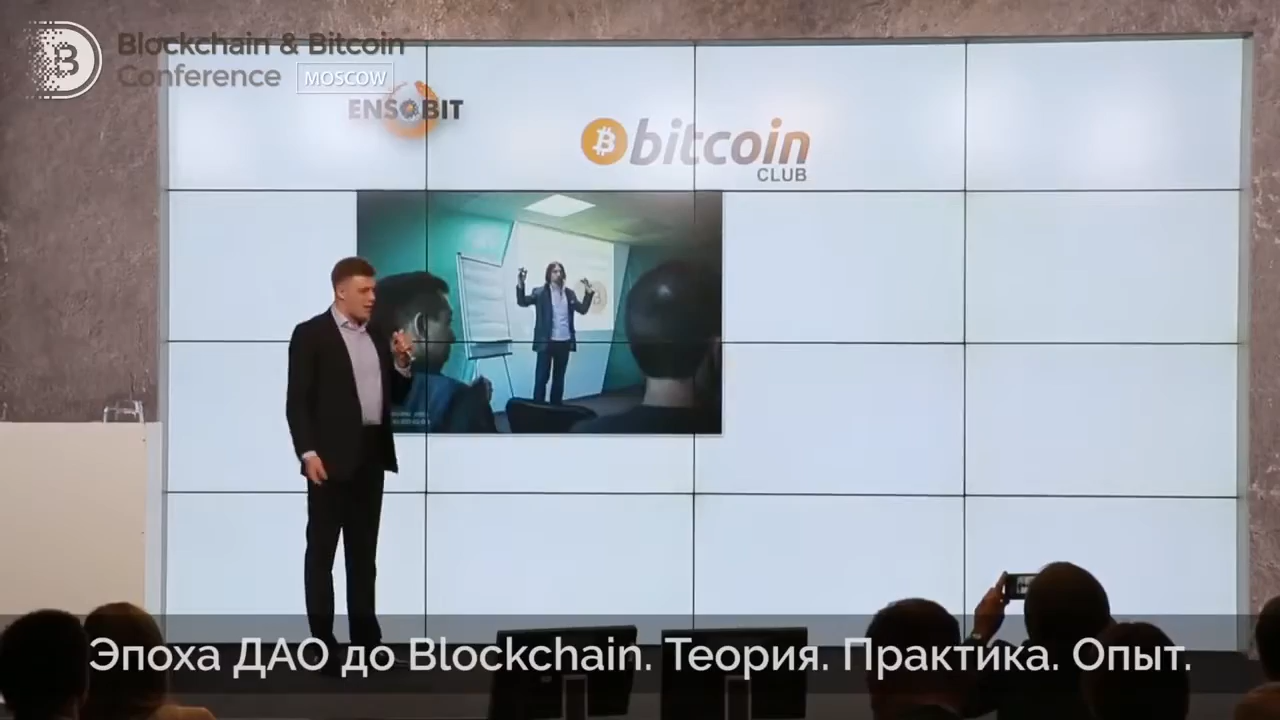 Blockchain & Bitcoin
Conference MOSCOW
ENSOBIT
bitcoin
CLUB
Эпоха ДАО до Blockchain. Теория. Практика. Опыт.